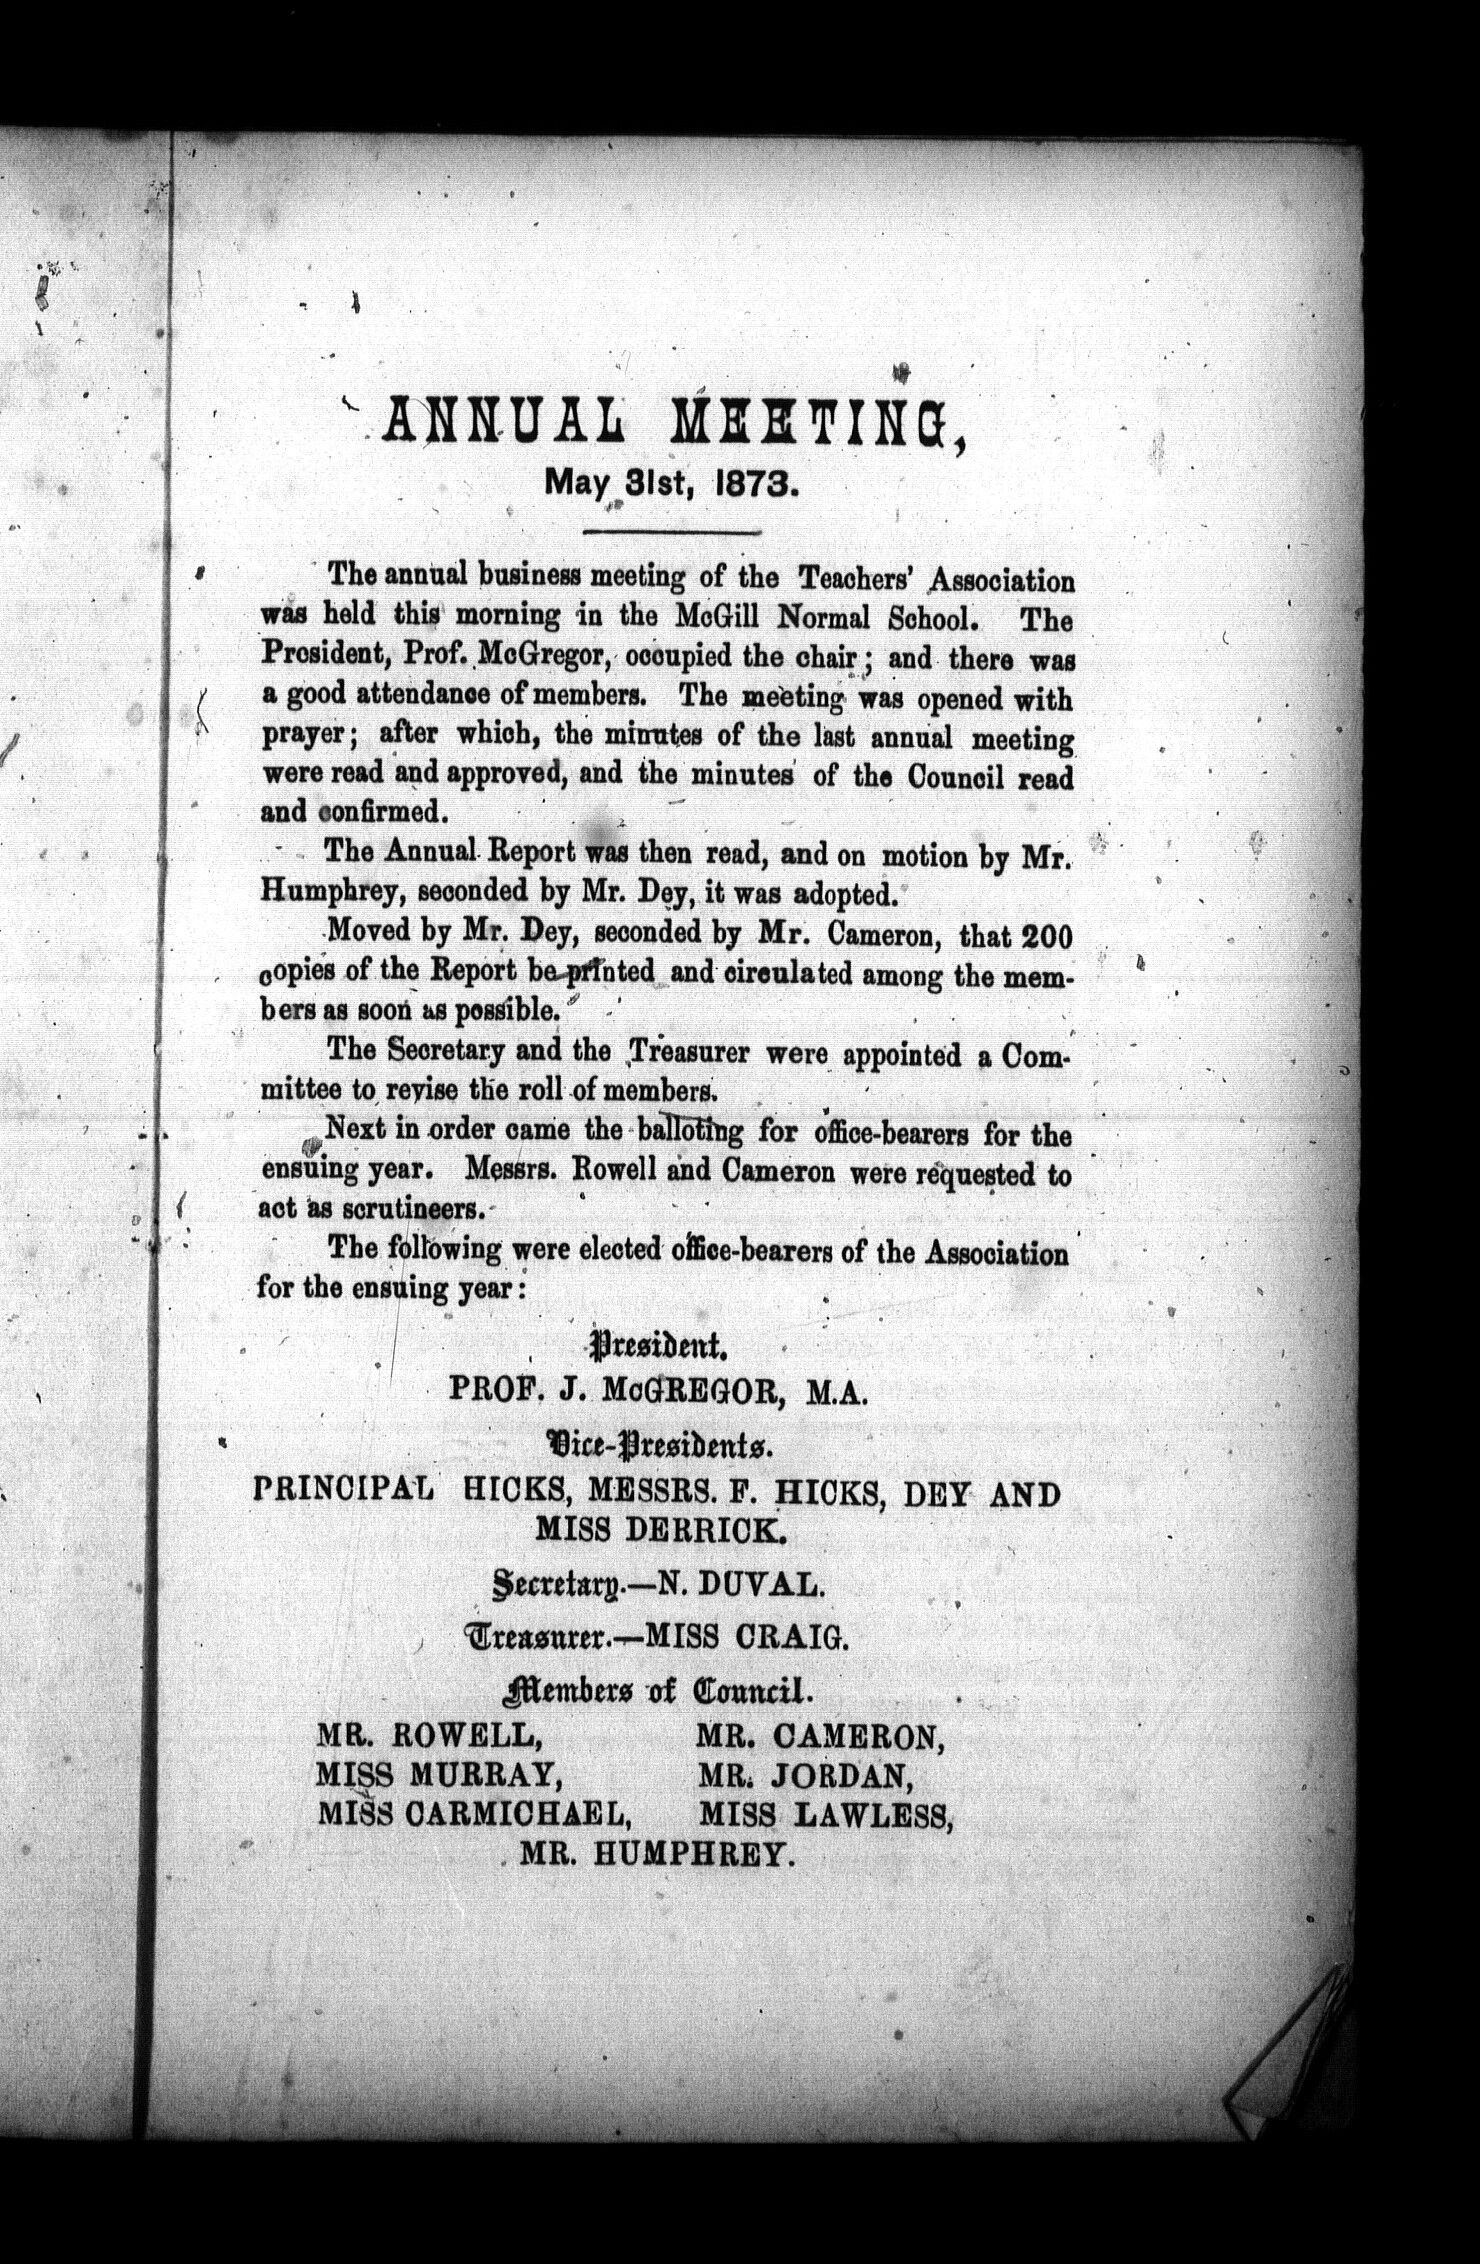 ANNUAL MEETING,
May 31st, 1873.
The annual business meeting of the Teachers' Association
was held this morning in the McGill Normal School. The
President, Prof. McGregor, occupied the chair; and there was
a good attendance of members. The meeting was opened with
prayer; after which, the minutes of the last annual meeting
were read and approved, and the minutes of the Council read
and confirmed.
The Annual Report was then read, and on motion by Mr.
Humphrey, seconded by Mr. Dey, it was adopted.
Moved by Mr. Dey, seconded by Mr. Cameron, that 200
copies of the Report be printed and circulated among the mem-
bers as soon as possible.
The Secretary and the Treasurer were appointed a Com-
mittee to revise the roll of members.
Next in order came the balloting for office-bearers for the
ensuing year. Messrs. Rowell and Cameron were requested to
act as scrutineers.
The following were elected office-bearers of the Association
for the ensuing year:
President.
PROF. J. McGREGOR, M.A.
Vice-Presidents.
PRINCIPAL HICKS, MESSRS. F. HICKS, DEY AND
MISS DERRICK.
Secretary.—N. DUVAL.
Treasurer.—MISS CRAIG.
Members of Council.
MR. ROWELL, MR. CAMERON,
MISS MURRAY, MR. JORDAN,
MISS CARMICHAEL, MISS LAWLESS,
MR. HUMPHREY.